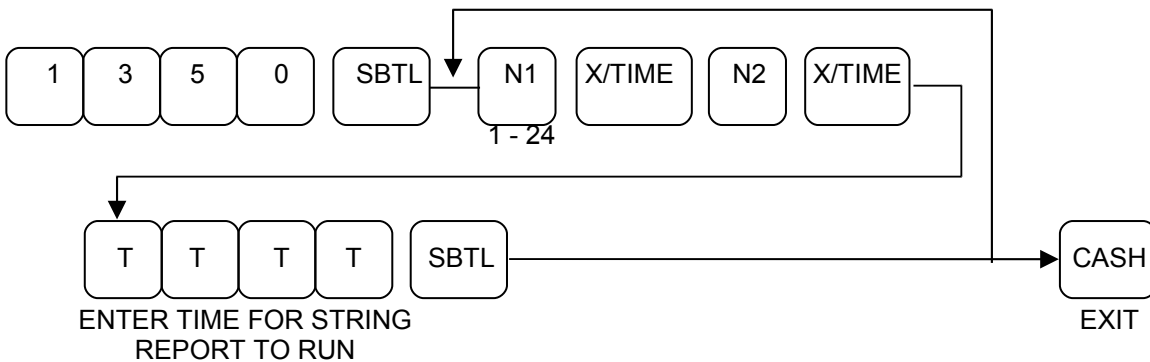 1 3 5 0 SBTL N1 X/TIME N2 X/TIME
1 - 24
T T T T SBTL CASH
ENTER TIME FOR STRING EXIT
REPORT TO RUN